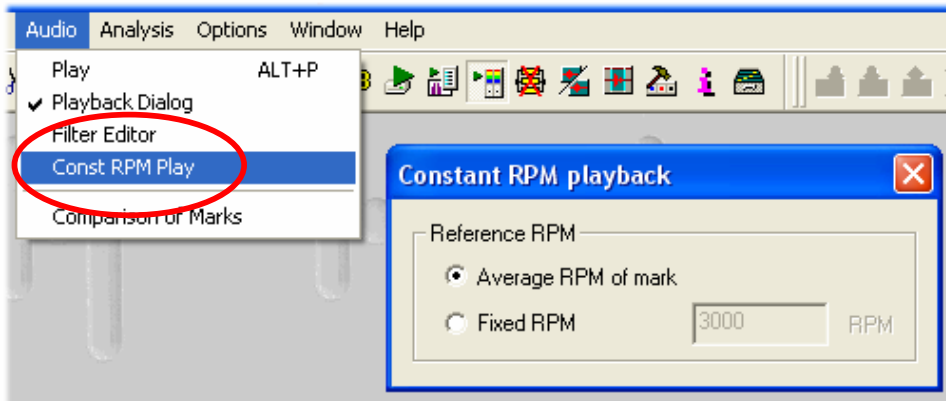 Audio Analysis Options Window Help
Play ALT+P
Playback Dialog
Filter Editor
Const RPM Play
Comparison of Marks
Constant RPM playback
Reference RPM
Average RPM of mark
Fixed RPM 3000 RPM